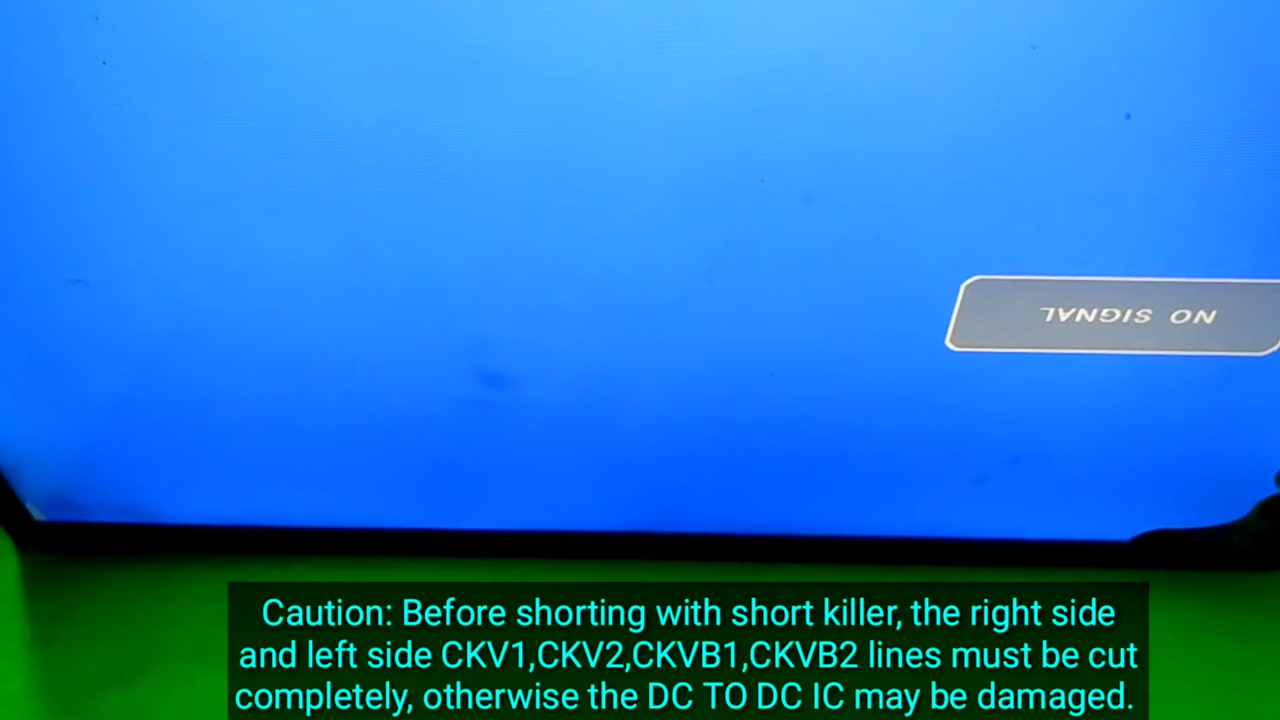 NO SIGNAL
Caution: Before shorting with short killer, the right side
and left side CKV1,CKV2,CKVB1,CKVB2 lines must be cut
completely, otherwise the DC TO DC IC may be damaged.